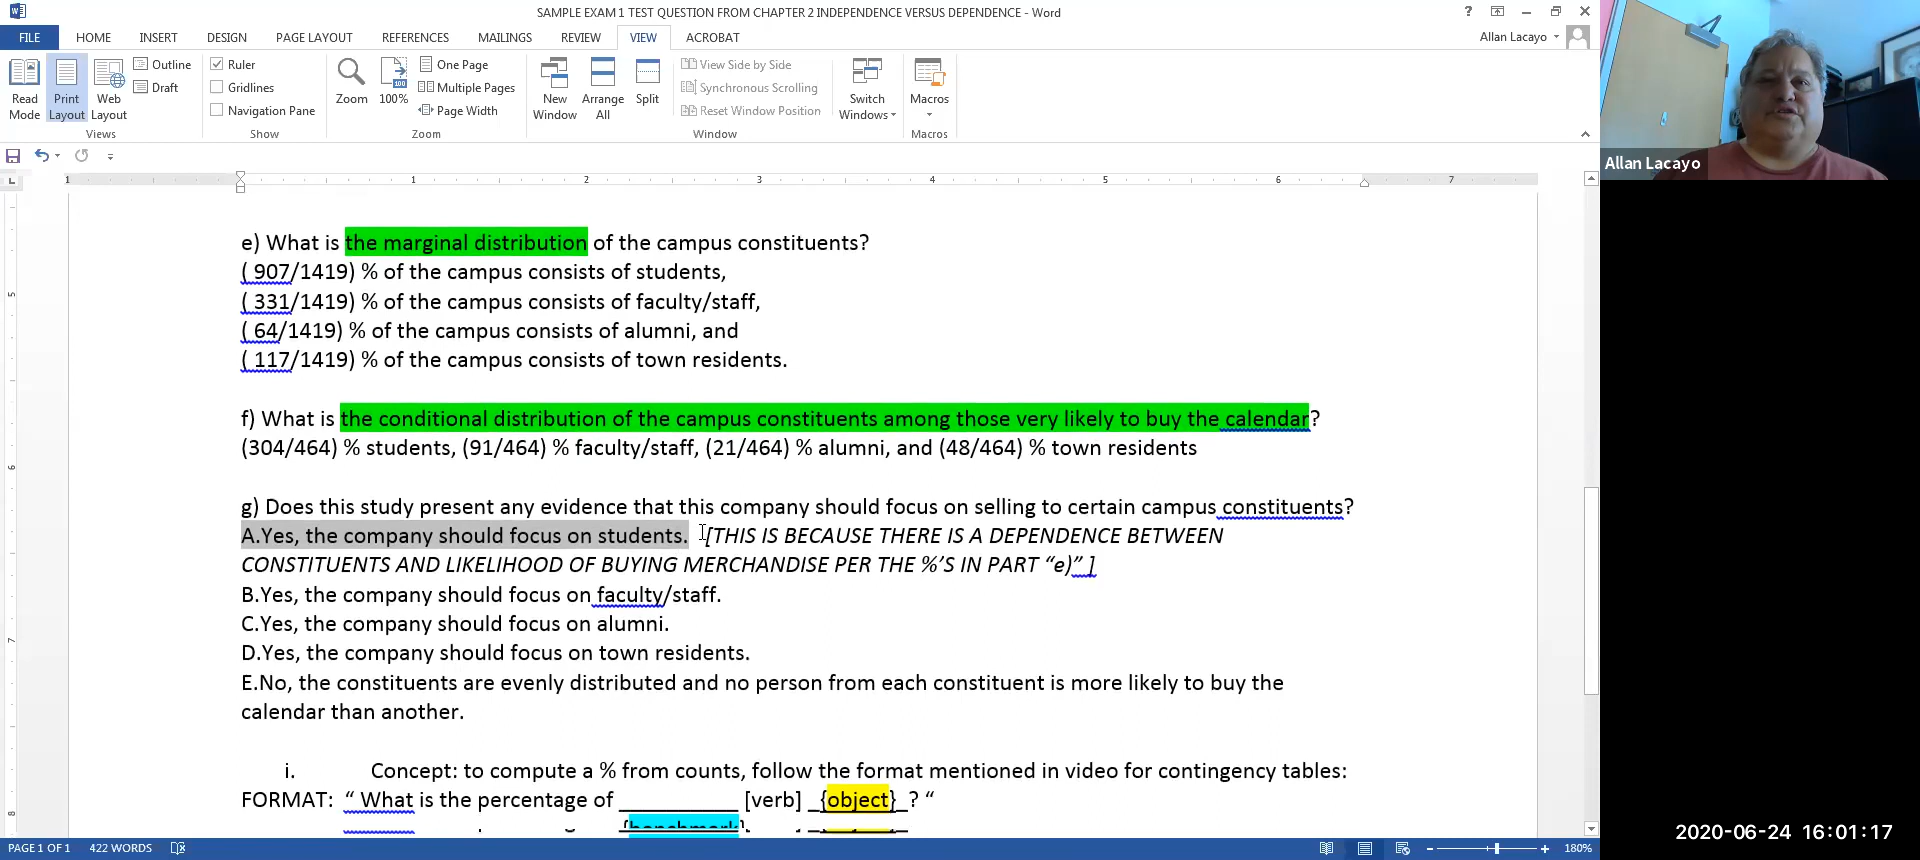 SAMPLE EXAM 1 TEST QUESTION FROM CHAPTER 2 INDEPENDENCE VERSUS DEPENDENCE - Word
FILE HOME INSERT DESIGN PAGE LAYOUT REFERENCES MAILINGS REVIEW VIEW ACROBAT
Allan Lacayo
Read Mode
Print Layout
Web Layout
Outline
Draft
Views
Ruler
Gridlines
Navigation Pane
Show
Zoom
100%
One Page
Multiple Pages
Page Width
Zoom
New Window
Arrange All
Split
View Side by Side
Synchronous Scrolling
Reset Window Position
Switch Windows
Window
Macros
Macros
Allan Lacayo
1 1 2 3 4 5 6 7
e) What is the marginal distribution of the campus constituents?
( 907/1419) % of the campus consists of students,
( 331/1419) % of the campus consists of faculty/staff,
( 64/1419) % of the campus consists of alumni, and
( 117/1419) % of the campus consists of town residents.
f) What is the conditional distribution of the campus constituents among those very likely to buy the calendar?
(304/464) % students, (91/464) % faculty/staff, (21/464) % alumni, and (48/464) % town residents
g) Does this study present any evidence that this company should focus on selling to certain campus constituents?
A.Yes, the company should focus on students. [THIS IS BECAUSE THERE IS A DEPENDENCE BETWEEN
CONSTITUENTS AND LIKELIHOOD OF BUYING MERCHANDISE PER THE %’S IN PART “e)” ]
B.Yes, the company should focus on faculty/staff.
C.Yes, the company should focus on alumni.
D.Yes, the company should focus on town residents.
E.No, the constituents are evenly distributed and no person from each constituent is more likely to buy the
calendar than another.
i. Concept: to compute a % from counts, follow the format mentioned in video for contingency tables:
FORMAT: “ What is the percentage of __________ [verb] _{object}_? “
PAGE 1 OF 1 422 WORDS
180%
2020-06-24 16:01:17